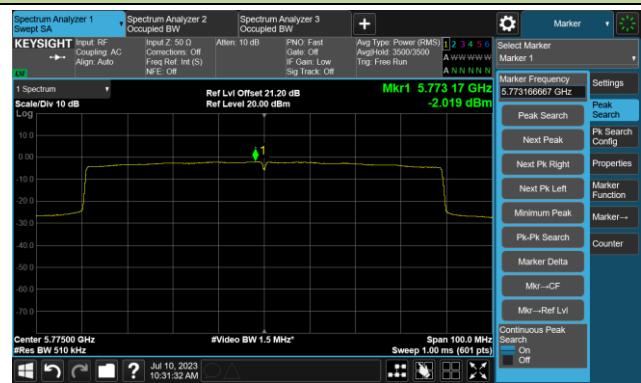 Spectrum Analyzer 1
Swept SA
Spectrum Analyzer 2
Occupied BW
Spectrum Analyzer 3
Occupied BW
+
Marker
KEYSIGHT
Input: RF
Coupling: AC
Align: Auto
Input Z: 50 Ω
Corrections: Off
Freq Ref: Int (S)
NFE: Off
Atten: 10 dB
PNO: Fast
Gate: Off
IF Gain: Low
Sig Track: Off
Avg Type: Power (RMS)
Avg|Hold: 3500/3500
Trig: Free Run
1 2 3 4 5 6
A W W W W W
A N N N N N
LXI
Select Marker
Marker 1
1 Spectrum
Scale/Div 10 dB
Log
Ref Lvl Offset 21.20 dB
Ref Level 20.00 dBm
Mkr1 5.773 17 GHz
-2.019 dBm
10.0
0.00
-10.0
-20.0
-30.0
-40.0
-50.0
-60.0
-70.0
1
Center 5.77500 GHz
#Res BW 510 kHz
#Video BW 1.5 MHz*
Span 100.0 MHz
Sweep 1.00 ms (601 pts)
Marker Frequency
5.773166667 GHz
Peak Search
Next Peak
Next Pk Right
Next Pk Left
Minimum Peak
Pk-Pk Search
Marker Delta
Mkr→CF
Mkr→Ref Lvl
Continuous Peak
Search
On
Off
Settings
Peak
Search
Pk Search
Config
Properties
Marker
Function
Marker→
Counter
?
Jul 10, 2023
10:31:32 AM